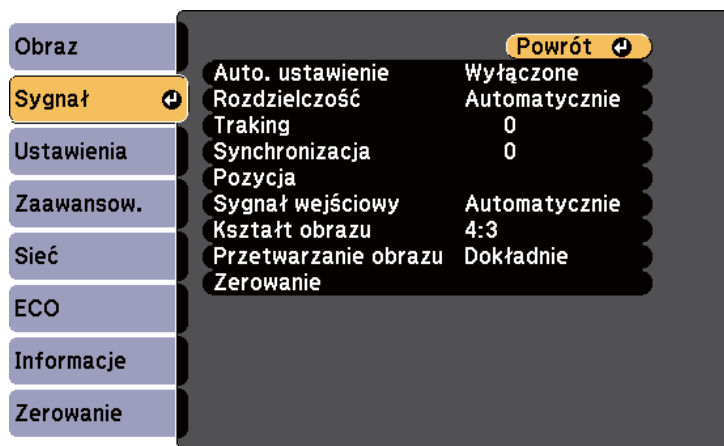 Obraz
Sygnał
Ustawienia
Zaawansow.
Sieć
ECO
Informacje
Zerowanie
Powrót
Auto. ustawienie Wyłączone
Rozdzielczość Automatycznie
Traking 0
Synchronizacja 0
Pozycja
Sygnał wejściowy Automatycznie
Kształt obrazu 4:3
Przetwarzanie obrazu Dokładnie
Zerowanie